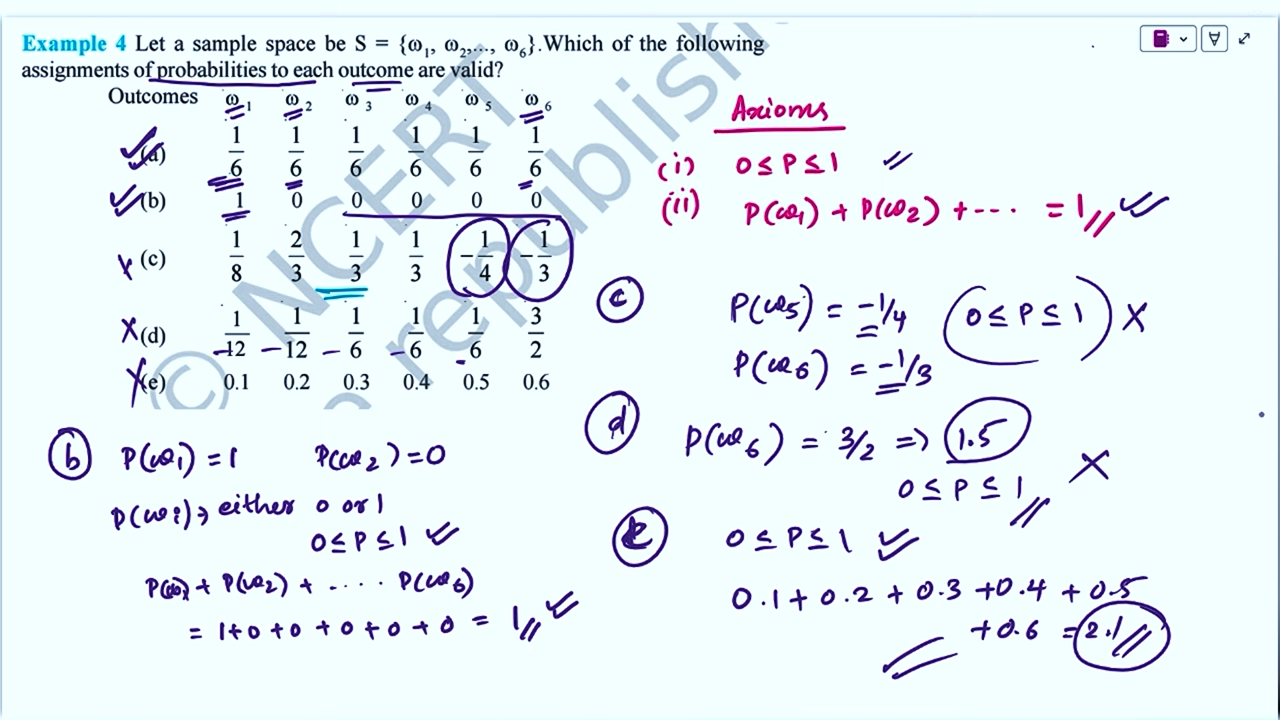 Example 4 Let a sample space be S = {ω₁, ω₂,..., ω₆}.Which of the following
assignments of probabilities to each outcome are valid?
Outcomes ω₁ ω₂ ω₃ ω₄ ω₅ ω₆
(a) 1/6 1/6 1/6 1/6 1/6 1/6
(b) 1 0 0 0 0 0
(c) 1/8 2/3 1/3 1/3 -1/4 -1/3
(d) 1/12 1/12 1/6 1/6 1/6 3/2
(e) 0.1 0.2 0.3 0.4 0.5 0.6
© NCERT
republish
Axioms
(i) 0 ≤ P ≤ 1
(ii) P(ω₁) + P(ω₂) + --- = 1
(b) P(ω₁) = 1 P(ω₂) = 0
P(ωi) → either 0 or 1
0 ≤ P ≤ 1
P(ω₁) + P(ω₂) + ..... P(ω₆)
= 1+0+0+0+0+0 = 1
(c) P(ω₅) = -1/4 (0 ≤ P ≤ 1) X
P(ω₆) = -1/3
(d) P(ω₆) = 3/2 => 1.5
0 ≤ P ≤ 1 X
(e) 0 ≤ P ≤ 1
0.1 + 0.2 + 0.3 + 0.4 + 0.5
+ 0.6 = 2.1